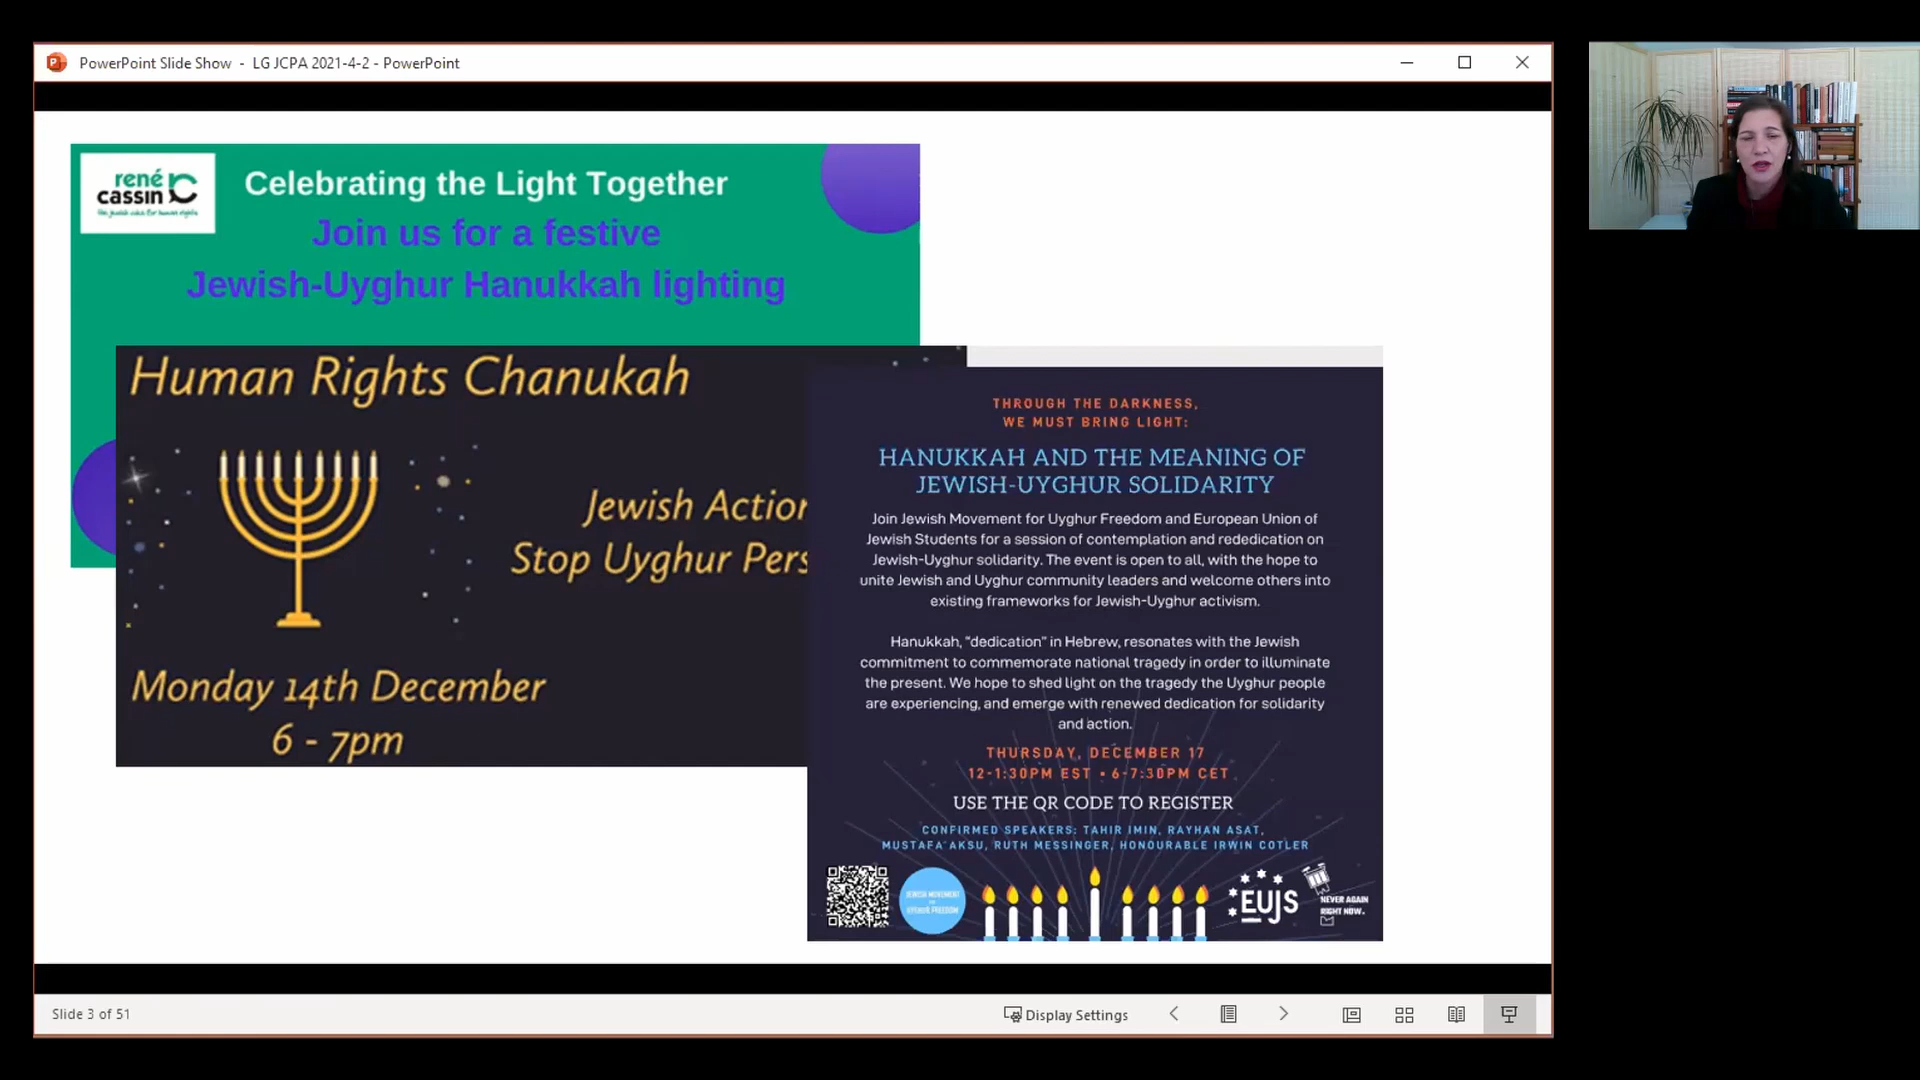 PowerPoint Slide Show - LG JCPA 2021-4-2 - PowerPoint
rené
cassin
Celebrating the Light Together
Join us for a festive
Jewish-Uyghur Hanukkah lighting
Human Rights Chanukah
Jewish Action
Stop Uyghur Pers
Monday 14th December
6 - 7pm
THROUGH THE DARKNESS,
WE MUST BRING LIGHT:
HANUKKAH AND THE MEANING OF
JEWISH-UYGHUR SOLIDARITY
Join Jewish Movement for Uyghur Freedom and European Union of
Jewish Students for a session of contemplation and rededication on
Jewish-Uyghur solidarity. The event is open to all, with the hope to
unite Jewish and Uyghur community leaders and welcome others into
existing frameworks for Jewish-Uyghur activism.
Hanukkah, "dedication" in Hebrew, resonates with the Jewish
commitment to commemorate national tragedy in order to illuminate
the present. We hope to shed light on the tragedy the Uyghur people
are experiencing, and emerge with renewed dedication for solidarity
and action.
THURSDAY, DECEMBER 17
12-1:30PM EST • 6-7:30PM CET
USE THE QR CODE TO REGISTER
CONFIRMED SPEAKERS: TAHIR IMIN, RAYHAN ASAT,
MUSTAFA AKSU, RUTH MESSINGER, HONOURABLE IRWIN COTLER
JEWISH MOVEMENT
UYGHUR FREEDOM
EUJS
NEVER AGAIN
RIGHT NOW.
Slide 3 of 51
Display Settings